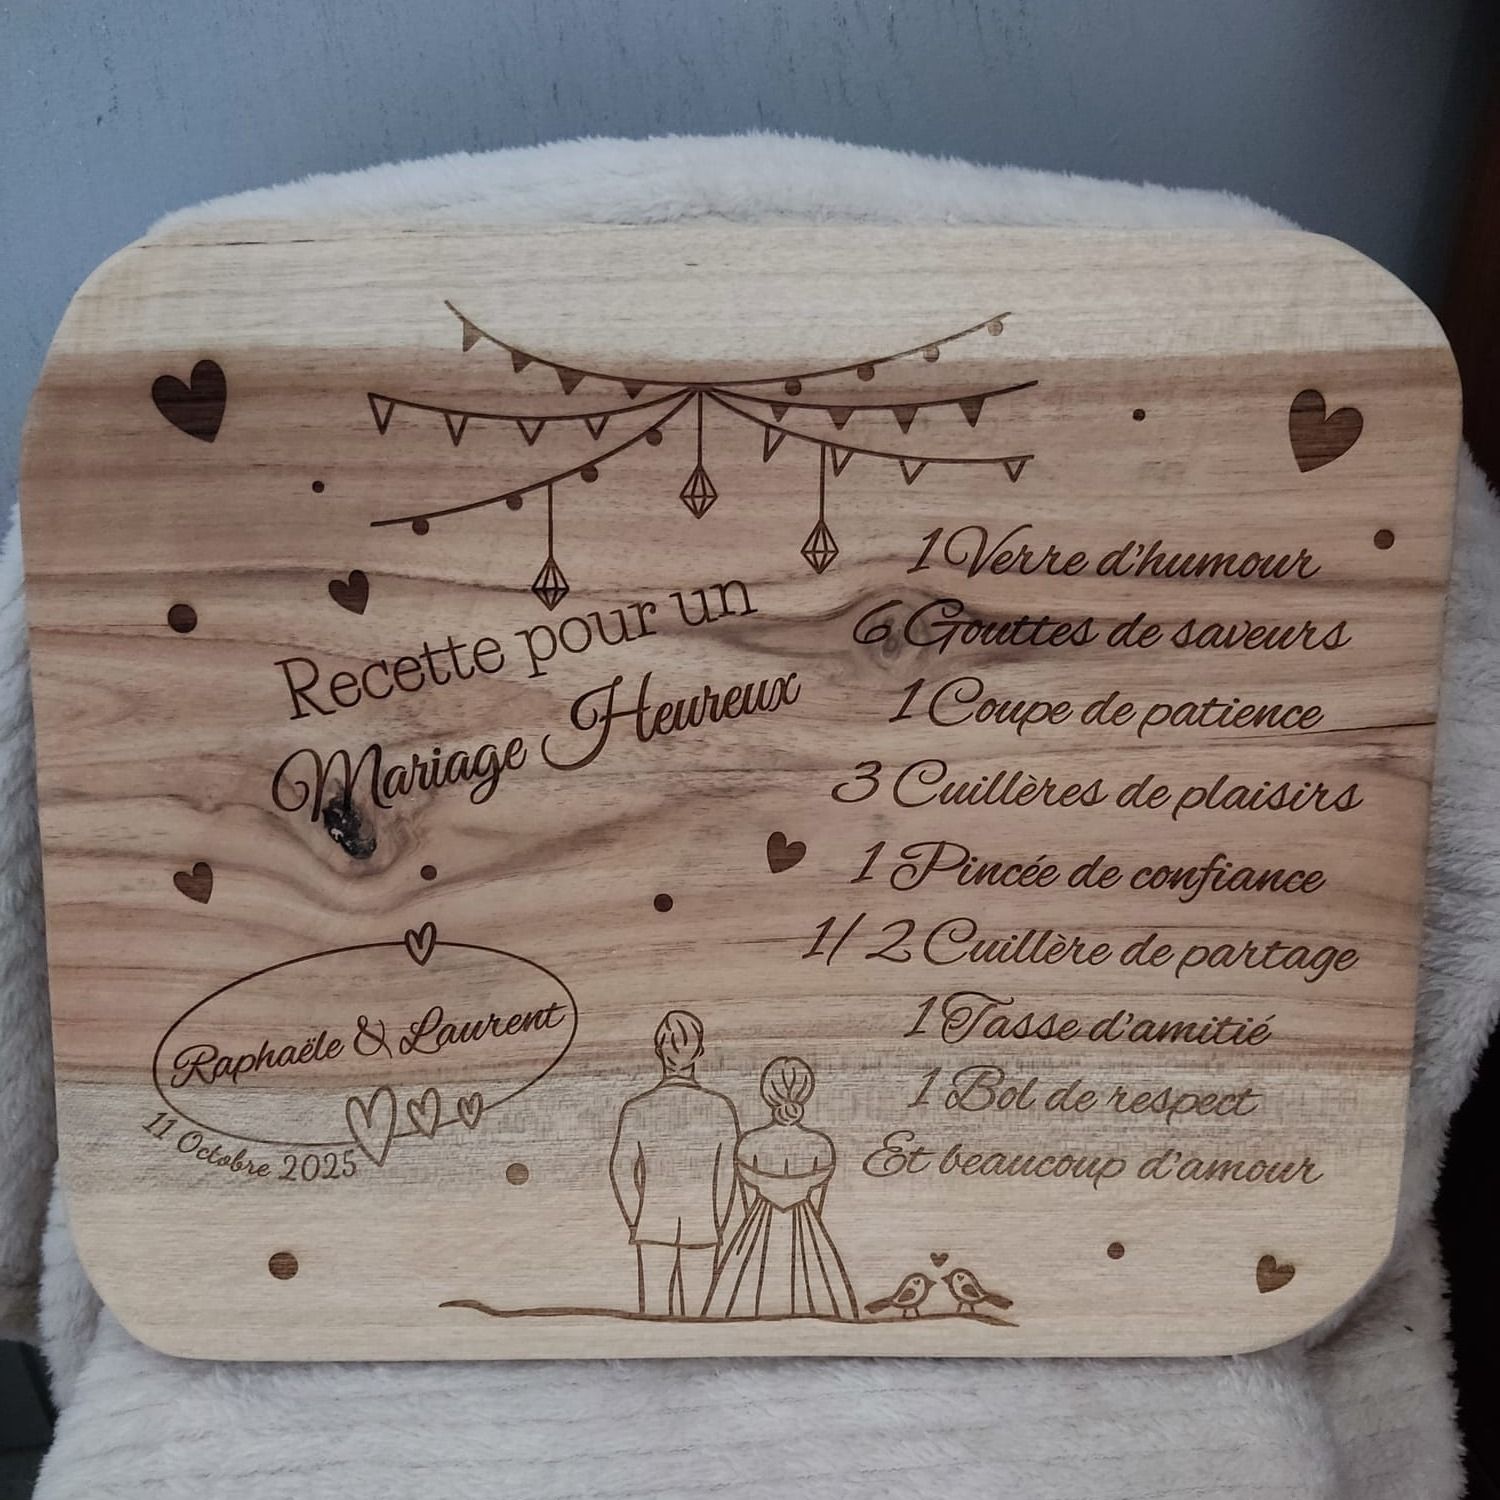 Recette pour un
Mariage Heureux
1 Verre d'humour
6 Gouttes de saveurs
1 Coupe de patience
3 Cuillères de plaisirs
1 Pincée de confiance
1/2 Cuillère de partage
1 Tasse d'amitié
1 Bol de respect
Et beaucoup d'amour
Raphaële & Laurent
11 Octobre 2025